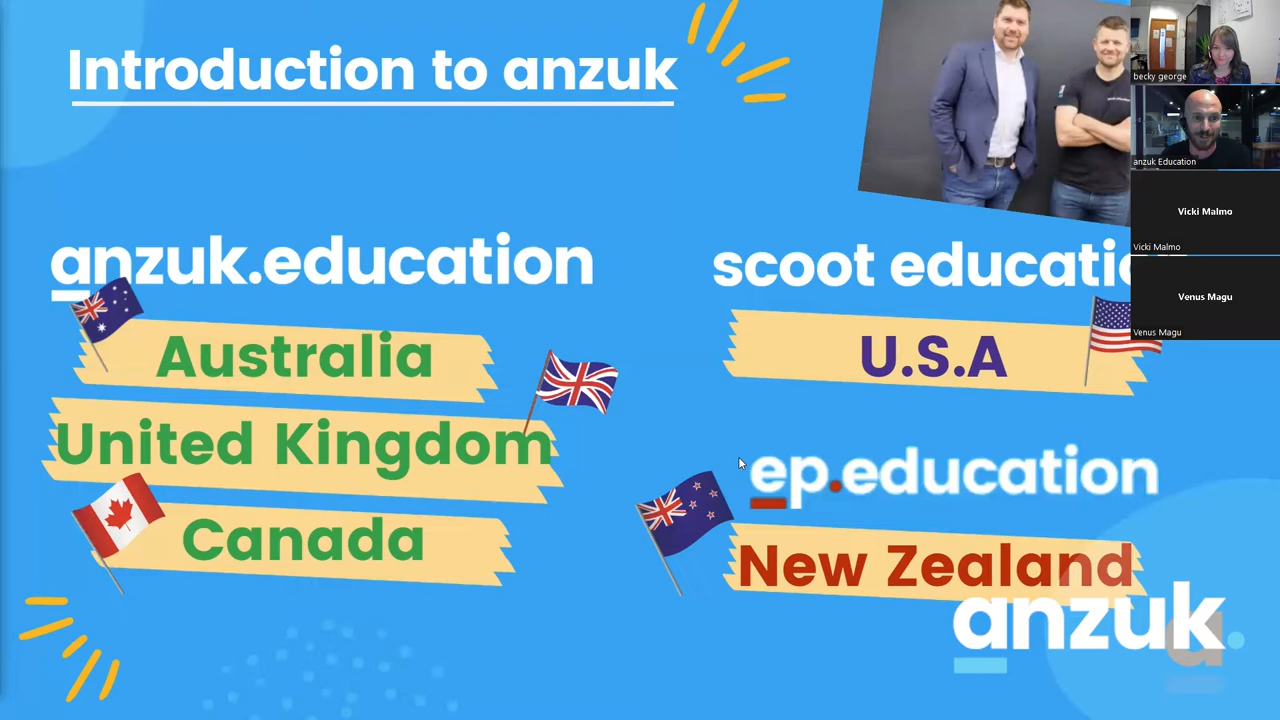 Introduction to anzuk
anzuk.education
Australia
United Kingdom
Canada
scoot educatio
U.S.A
ep.education
New Zealand
anzuk.
a
becky george
anzuk Education
Vicki Malmo
Vicki Malmo
Venus Magu
Venus Magu